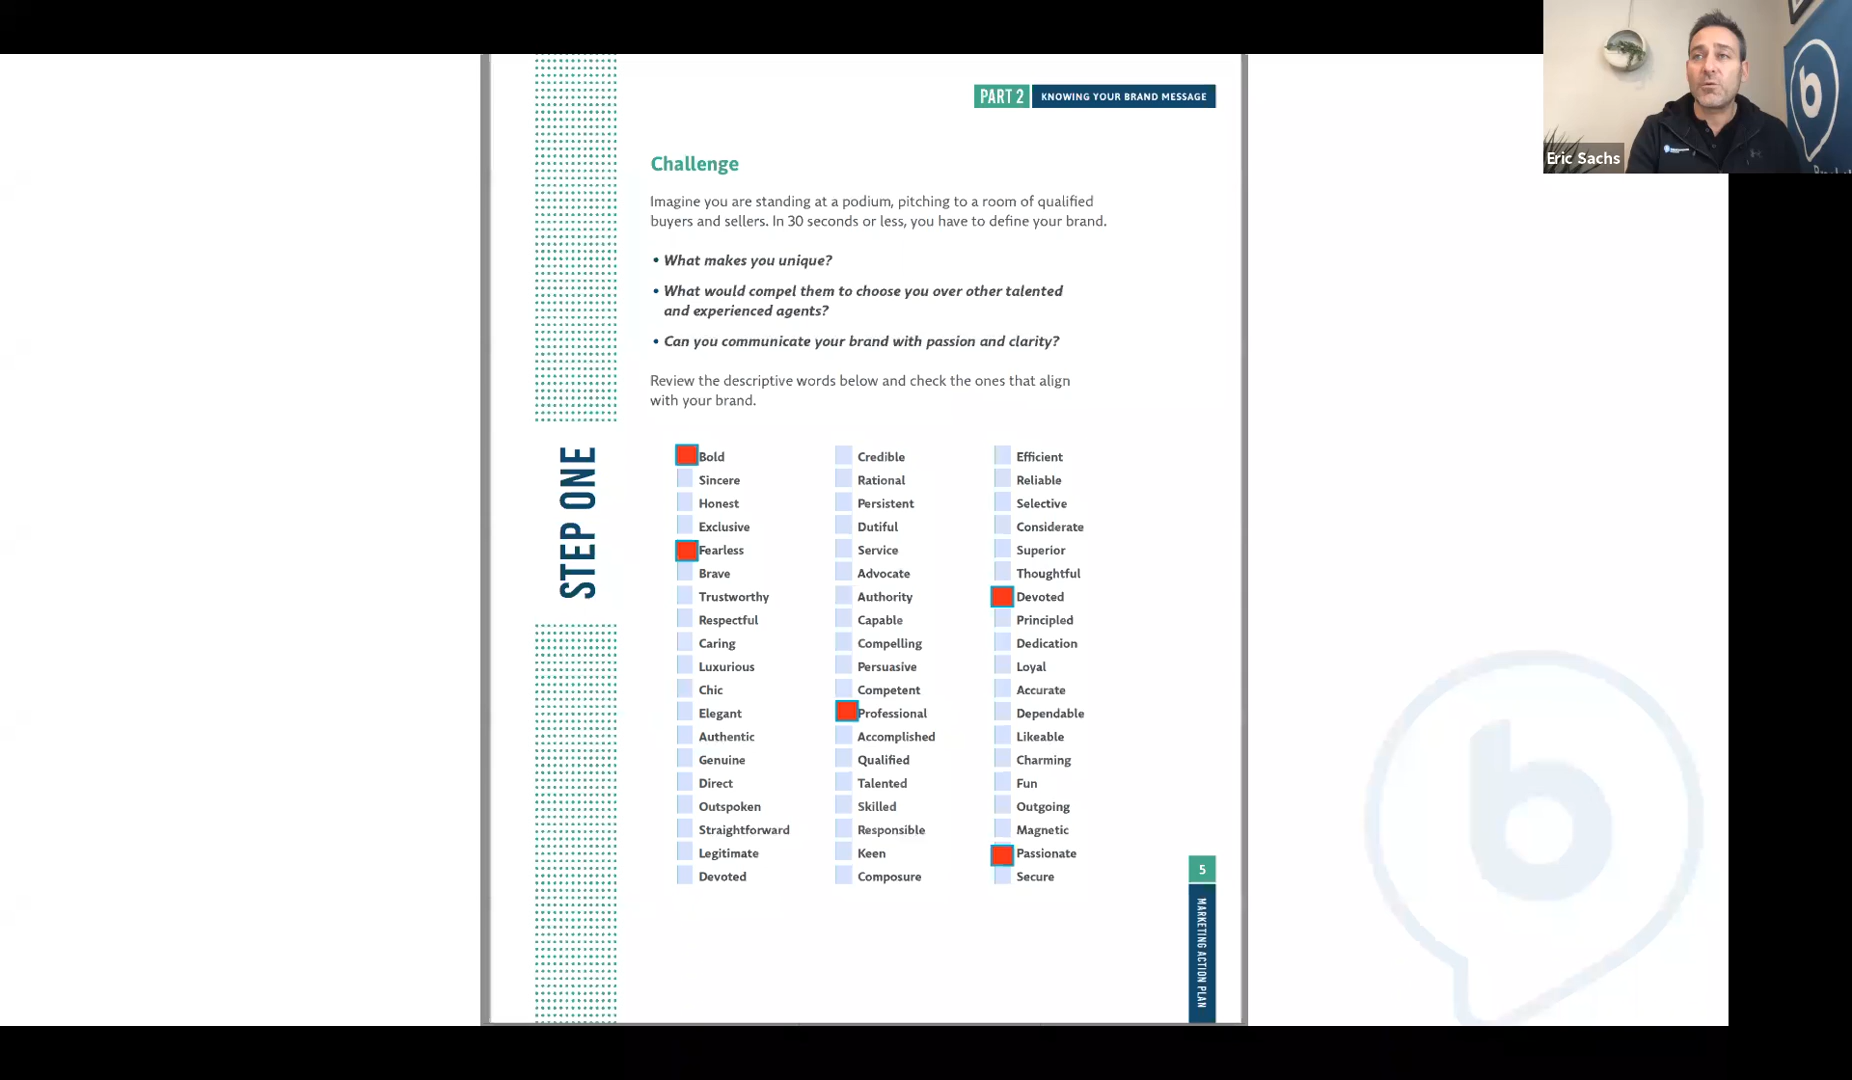 PART 2 KNOWING YOUR BRAND MESSAGE
Eric Sachs
Challenge
Imagine you are standing at a podium, pitching to a room of qualified
buyers and sellers. In 30 seconds or less, you have to define your brand.
• What makes you unique?
• What would compel them to choose you over other talented
and experienced agents?
• Can you communicate your brand with passion and clarity?
Review the descriptive words below and check the ones that align
with your brand.
STEP ONE
Bold
Sincere
Honest
Exclusive
Fearless
Brave
Trustworthy
Respectful
Caring
Luxurious
Chic
Elegant
Authentic
Genuine
Direct
Outspoken
Straightforward
Legitimate
Devoted
Credible
Rational
Persistent
Dutiful
Service
Advocate
Authority
Capable
Compelling
Persuasive
Competent
Professional
Accomplished
Qualified
Talented
Skilled
Responsible
Keen
Composure
Efficient
Reliable
Selective
Considerate
Superior
Thoughtful
Devoted
Principled
Dedication
Loyal
Accurate
Dependable
Likeable
Charming
Fun
Outgoing
Magnetic
Passionate
Secure
5
MARKETING ACTION PLAN
b
b